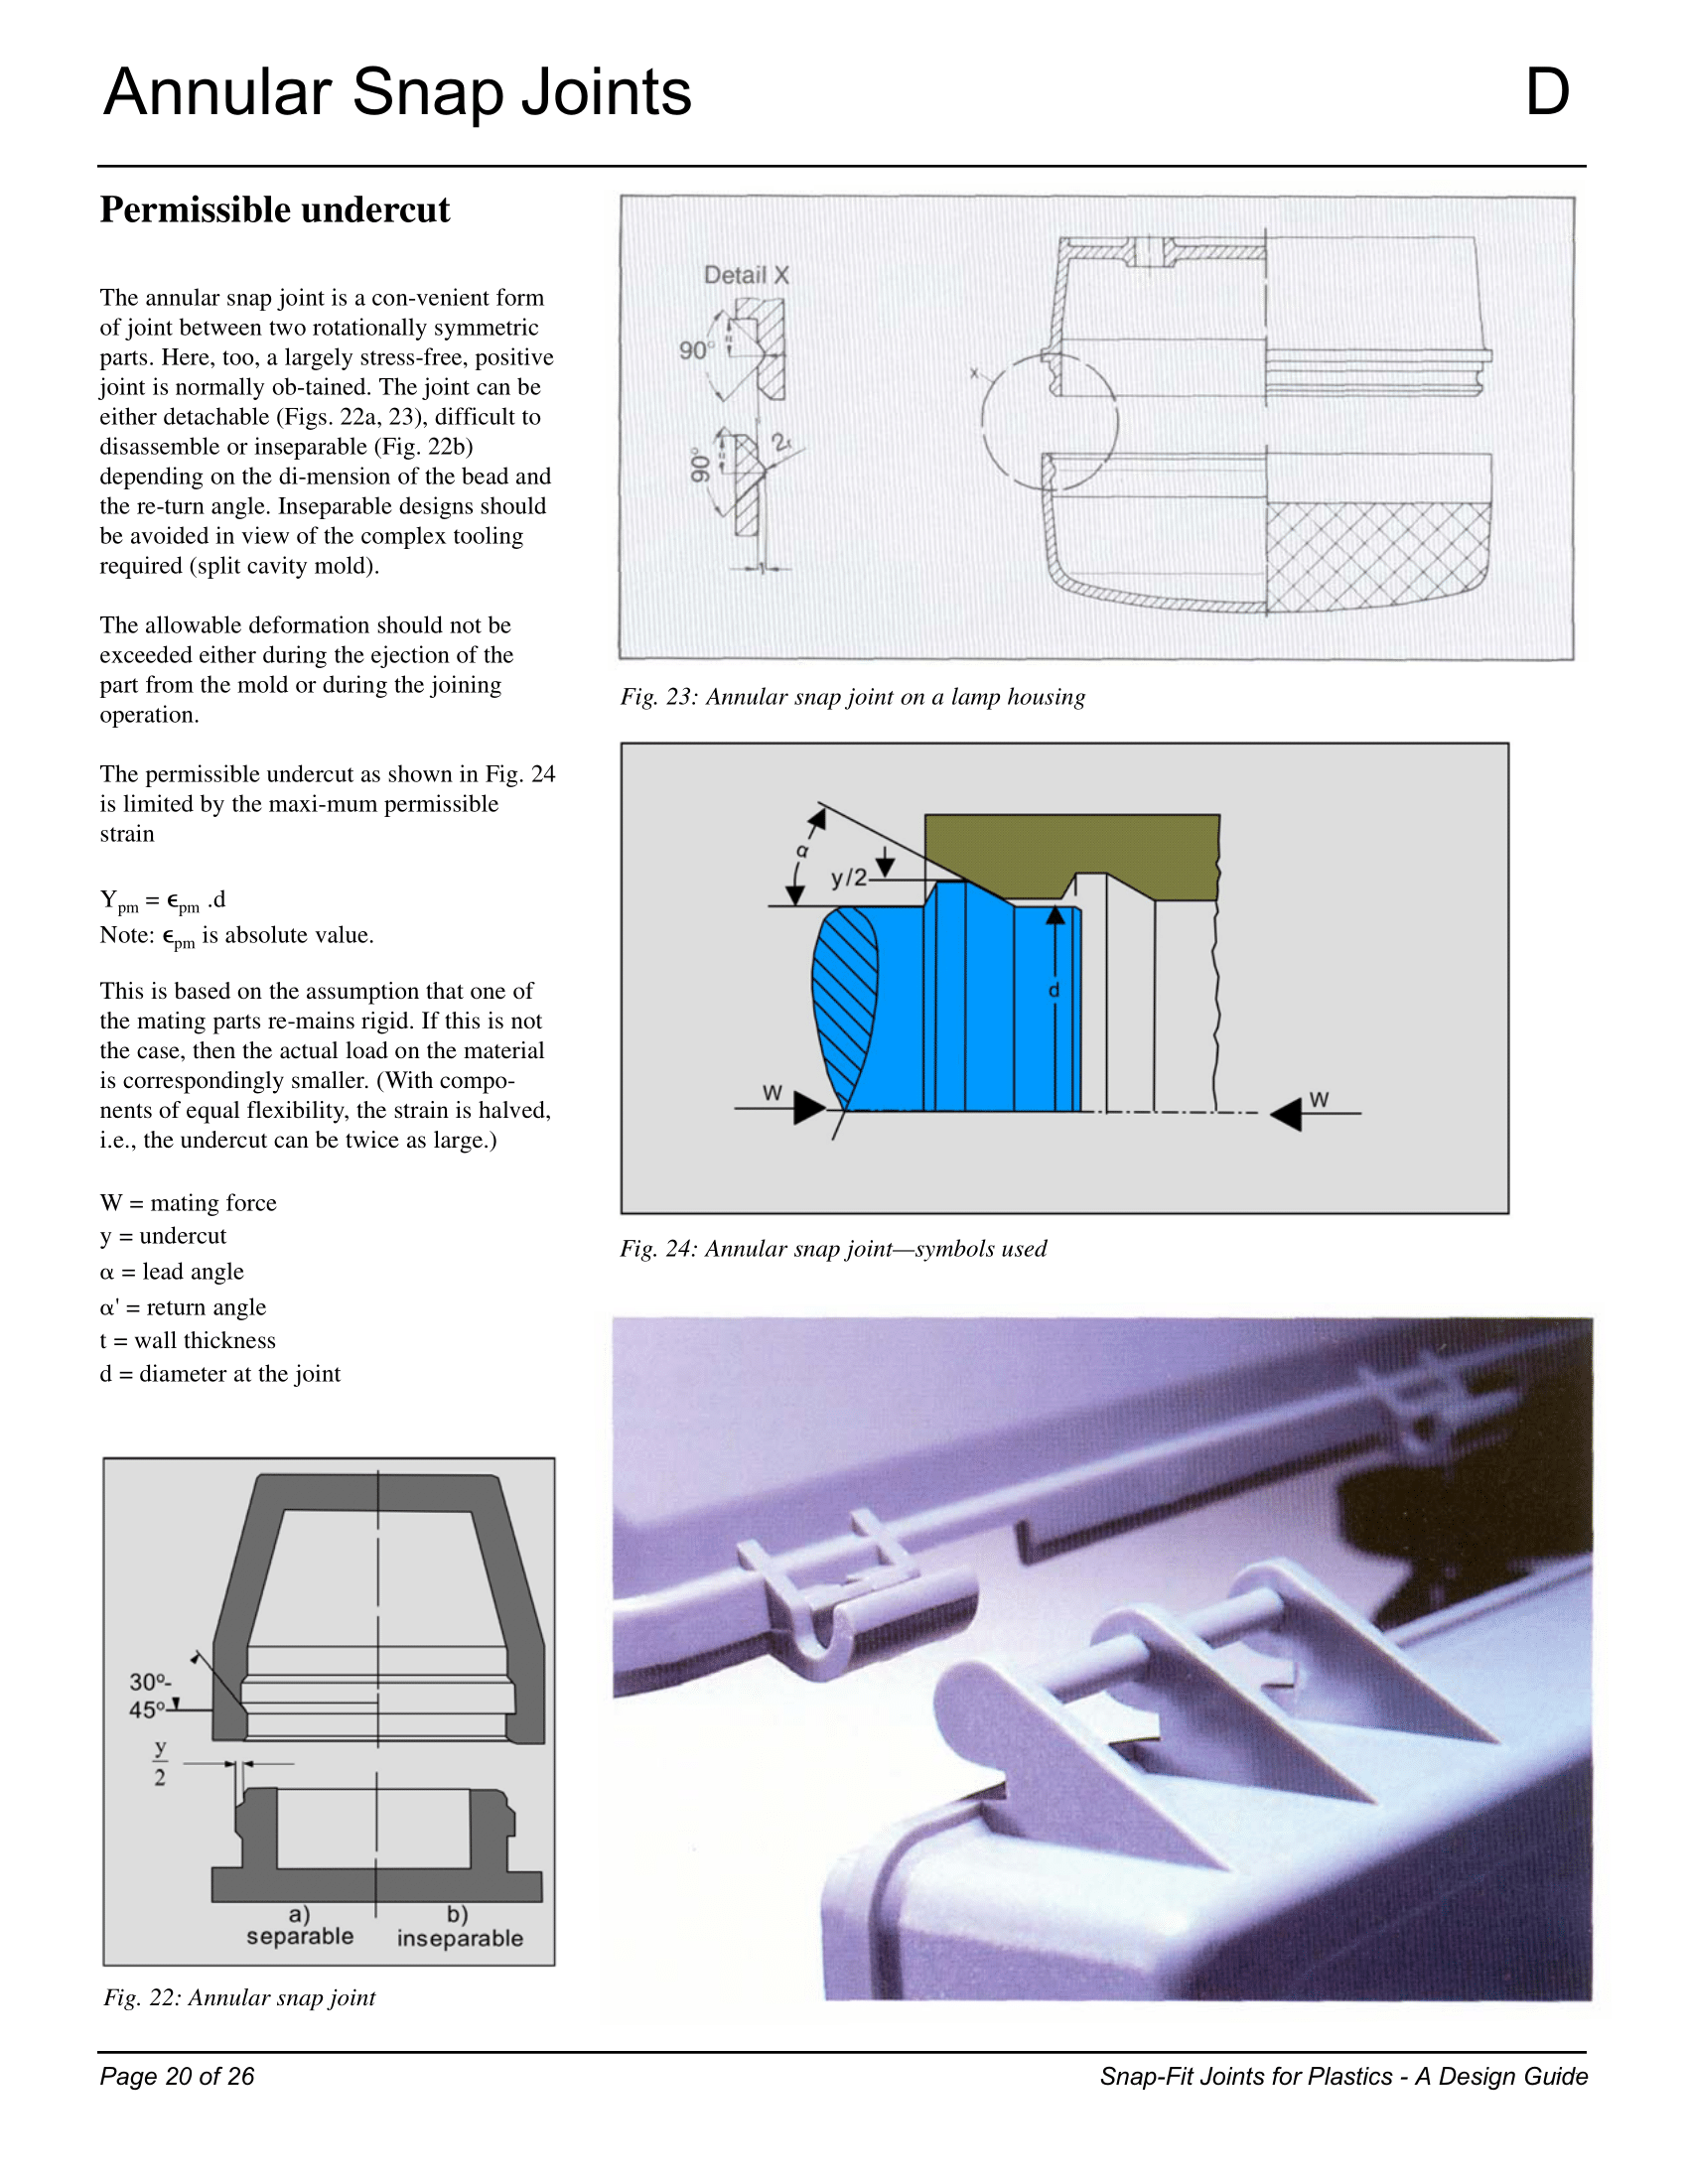 Annular Snap Joints
D
Permissible undercut
The annular snap joint is a con-venient form
of joint between two rotationally symmetric
parts. Here, too, a largely stress-free, positive
joint is normally ob-tained. The joint can be
either detachable (Figs. 22a, 23), difficult to
disassemble or inseparable (Fig. 22b)
depending on the di-mension of the bead and
the re-turn angle. Inseparable designs should
be avoided in view of the complex tooling
required (split cavity mold).
The allowable deformation should not be
exceeded either during the ejection of the
part from the mold or during the joining
operation.
The permissible undercut as shown in Fig. 24
is limited by the maxi-mum permissible
strain
Ypm = ϵpm .d
Note: ϵpm is absolute value.
This is based on the assumption that one of
the mating parts re-mains rigid. If this is not
the case, then the actual load on the material
is correspondingly smaller. (With compo-
nents of equal flexibility, the strain is halved,
i.e., the undercut can be twice as large.)
W = mating force
y = undercut
α = lead angle
α' = return angle
t = wall thickness
d = diameter at the joint
30º-
45º
y
2
a)
separable
b)
inseparable
Fig. 22: Annular snap joint
Detail X
90°
=
90°
=
x
Fig. 23: Annular snap joint on a lamp housing
α
y/2
d
W
W
Fig. 24: Annular snap joint—symbols used
Page 20 of 26
Snap-Fit Joints for Plastics - A Design Guide